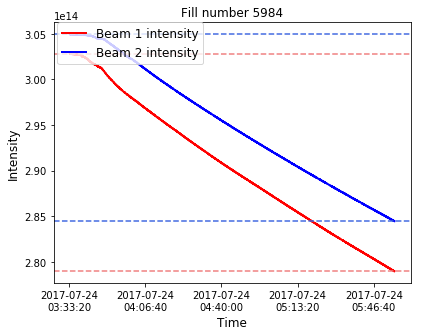 Fill number 5984
1e14
Beam 1 intensity
Beam 2 intensity
3.05
3.00
2.95
2.90
2.85
2.80
Intensity
2017-07-24
03:33:20
2017-07-24
04:06:40
2017-07-24
04:40:00
2017-07-24
05:13:20
2017-07-24
05:46:40
Time